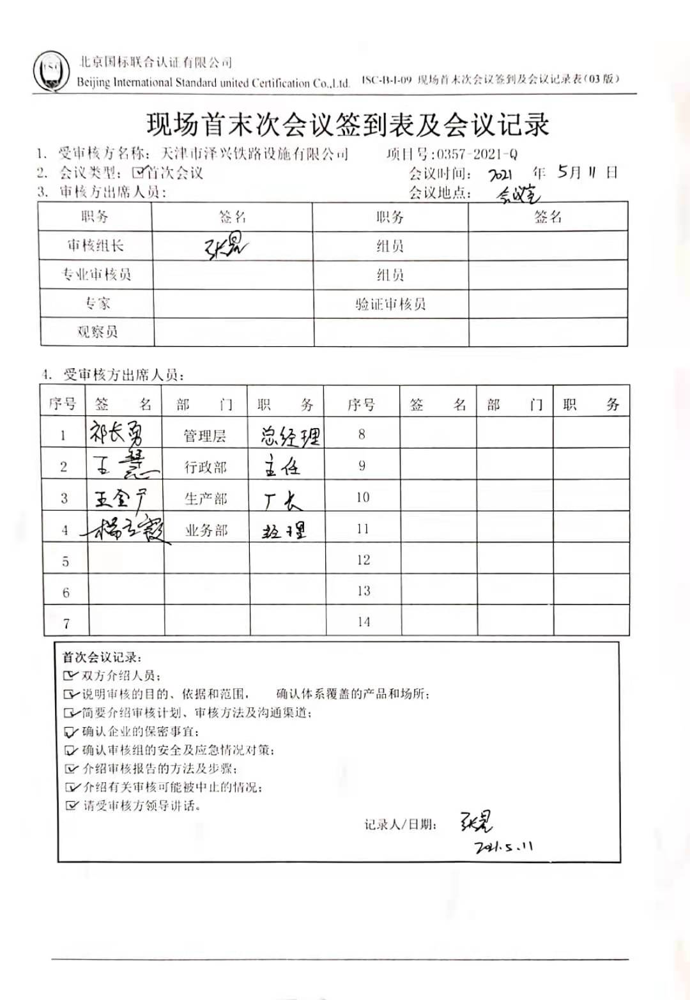 ISC
北京国标联合认证有限公司
Beijing International Standard united Certification Co.,Ltd. ISC-B-I-09 现场首末次会议签到及会议记录表(03版)
现场首末次会议签到表及会议记录
1. 受审核方名称：天津市泽兴铁路设施有限公司 项目号:0357-2021-Q
2. 会议类型：☑首次会议 会议时间： 2021 年 5月11日
3. 审核方出席人员： 会议地点： 会议室
职务 签名 职务 签名
审核组长 张晃 组员
专业审核员 组员
专家 验证审核员
观察员
4. 受审核方出席人员：
序号 签 名 部 门 职 务 序号 签 名 部 门 职 务
1 祁长勇 管理层 总经理 8
2 王慧 行政部 主任 9
3 王金广 生产部 厂长 10
4 杨立霞 业务部 经理 11
5 12
6 13
7 14
首次会议记录：
☑双方介绍人员；
☑说明审核的目的、依据和范围， 确认体系覆盖的产品和场所；
☑简要介绍审核计划、审核方法及沟通渠道；
☑确认企业的保密事宜；
☑确认审核组的安全及应急情况对策；
☑介绍审核报告的方法及步骤；
☑介绍有关审核可能被中止的情况；
☑请受审核方领导讲话。
记录人/日期： 张晃
2021.5.11